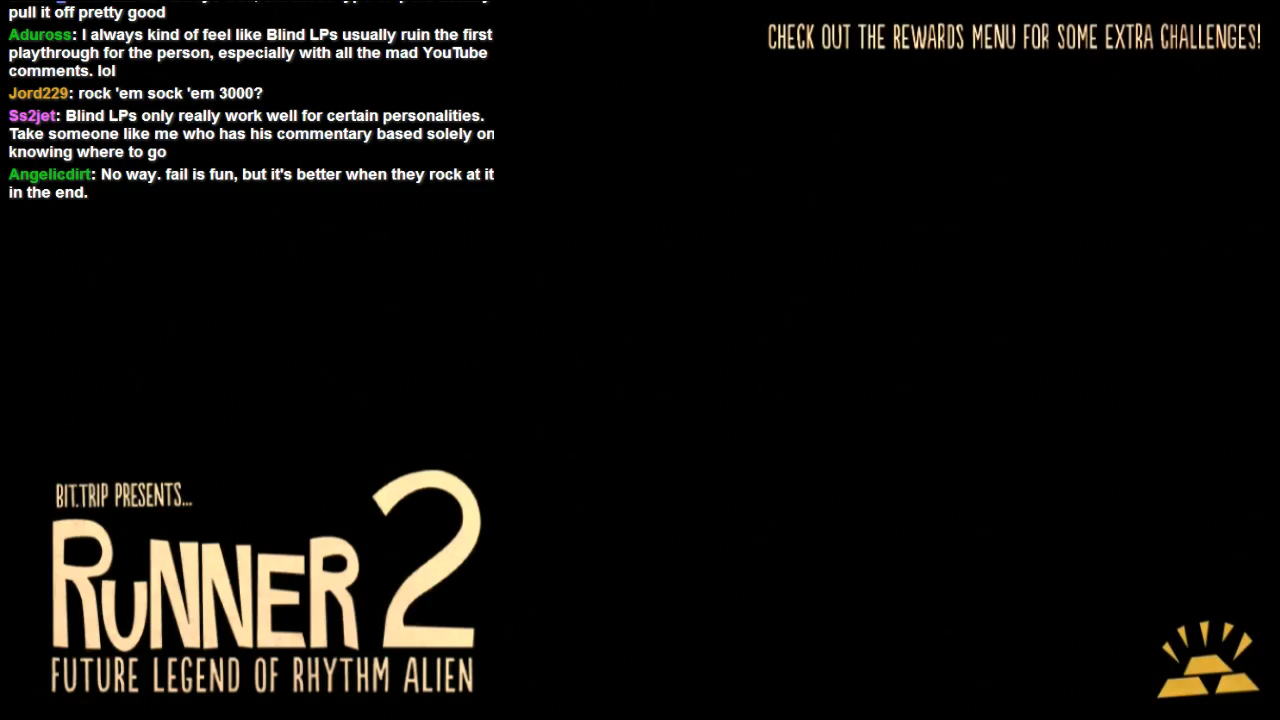 pull it off pretty good
Aduross: I always kind of feel like Blind LPs usually ruin the first
playthrough for the person, especially with all the mad YouTube
comments. lol
Jord229: rock 'em sock 'em 3000?
Ss2jet: Blind LPs only really work well for certain personalities.
Take someone like me who has his commentary based solely on
knowing where to go
Angelicdirt: No way. fail is fun, but it's better when they rock at it
in the end.
CHECK OUT THE REWARDS MENU FOR SOME EXTRA CHALLENGES!
BIT.TRIP PRESENTS...
RUNNER 2
FUTURE LEGEND OF RHYTHM ALIEN